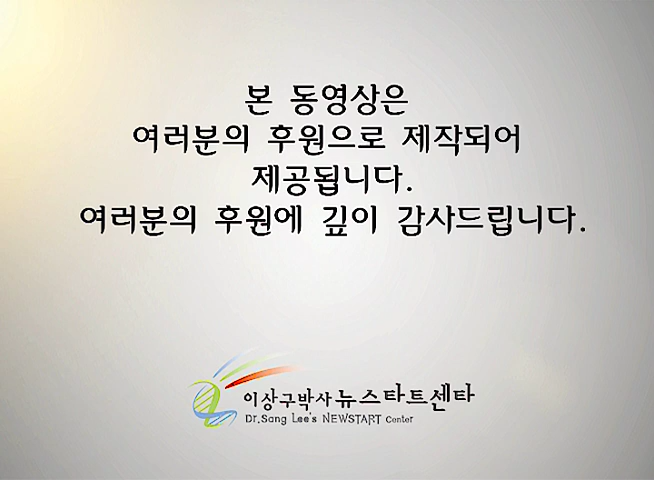 본 동영상은
여러분의 후원으로 제작되어
제공됩니다.
여러분의 후원에 깊이 감사드립니다.
이상구박사 뉴스타트센타
Dr.Sang Lee's NEWSTART Center